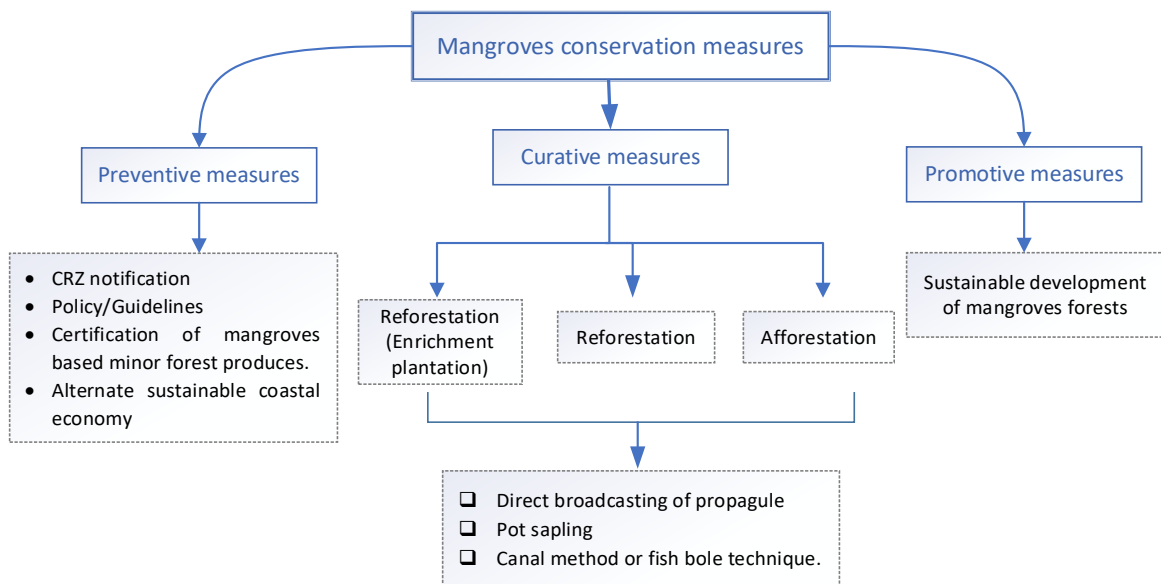 Mangroves conservation measures
Preventive measures
Curative measures
Promotive measures
• CRZ notification
• Policy/Guidelines
• Certification of mangroves
based minor forest produces.
• Alternate sustainable coastal
economy
Reforestation
(Enrichment
plantation)
Reforestation
Afforestation
Sustainable development
of mangroves forests
❑ Direct broadcasting of propagule
❑ Pot sapling
❑ Canal method or fish bole technique.